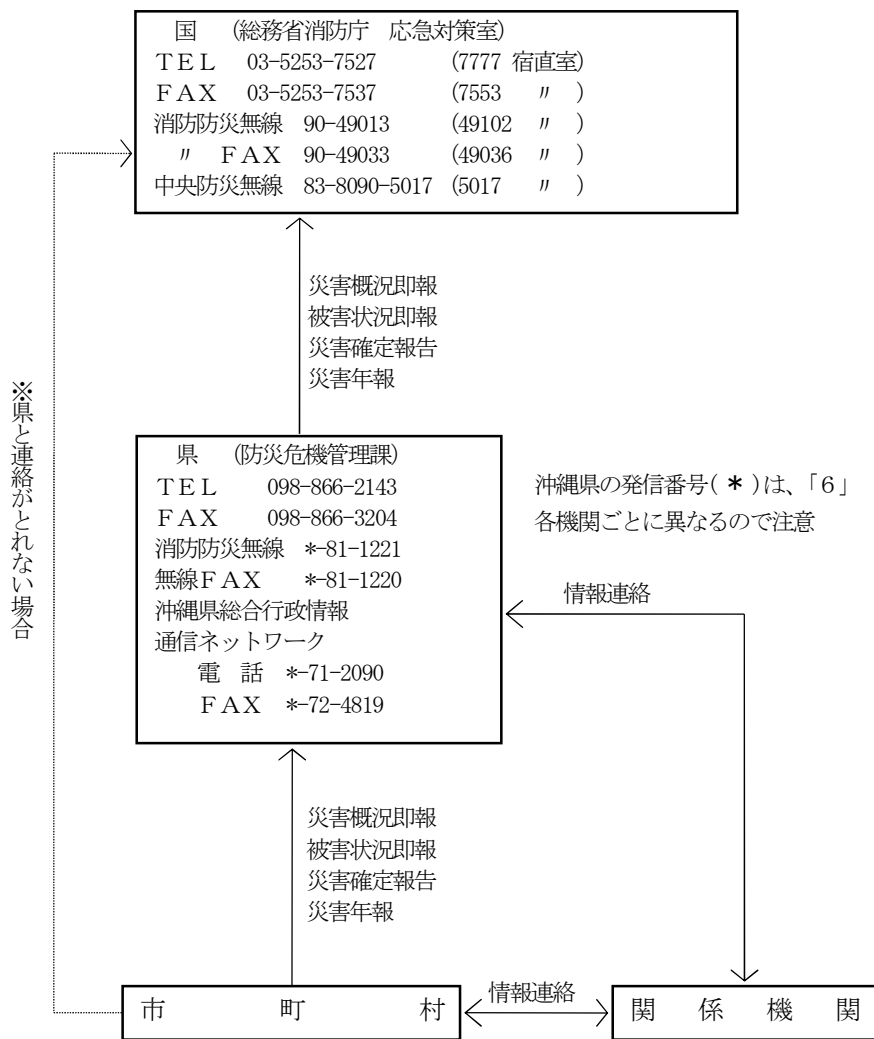 国　(総務省消防庁　応急対策室)
ＴＥＬ　03-5253-7527　(7777 宿直室)
ＦＡＸ　03-5253-7537　(7553　〃　)
消防防災無線　90-49013　(49102　〃　)
〃　ＦＡＸ　90-49033　(49036　〃　)
中央防災無線　83-8090-5017　(5017　〃　)
災害概況即報
被害状況即報
災害確定報告
災害年報
※県と連絡がとれない場合
県　(防災危機管理課)
ＴＥＬ　098-866-2143
ＦＡＸ　098-866-3204
消防防災無線　*-81-1221
無線ＦＡＸ　*-81-1220
沖縄県総合行政情報
通信ネットワーク
電　話　*-71-2090
ＦＡＸ　*-72-4819
沖縄県の発信番号(＊)は、「６」
各機関ごとに異なるので注意
情報連絡
災害概況即報
被害状況即報
災害確定報告
災害年報
市　町　村
情報連絡
関　係　機　関